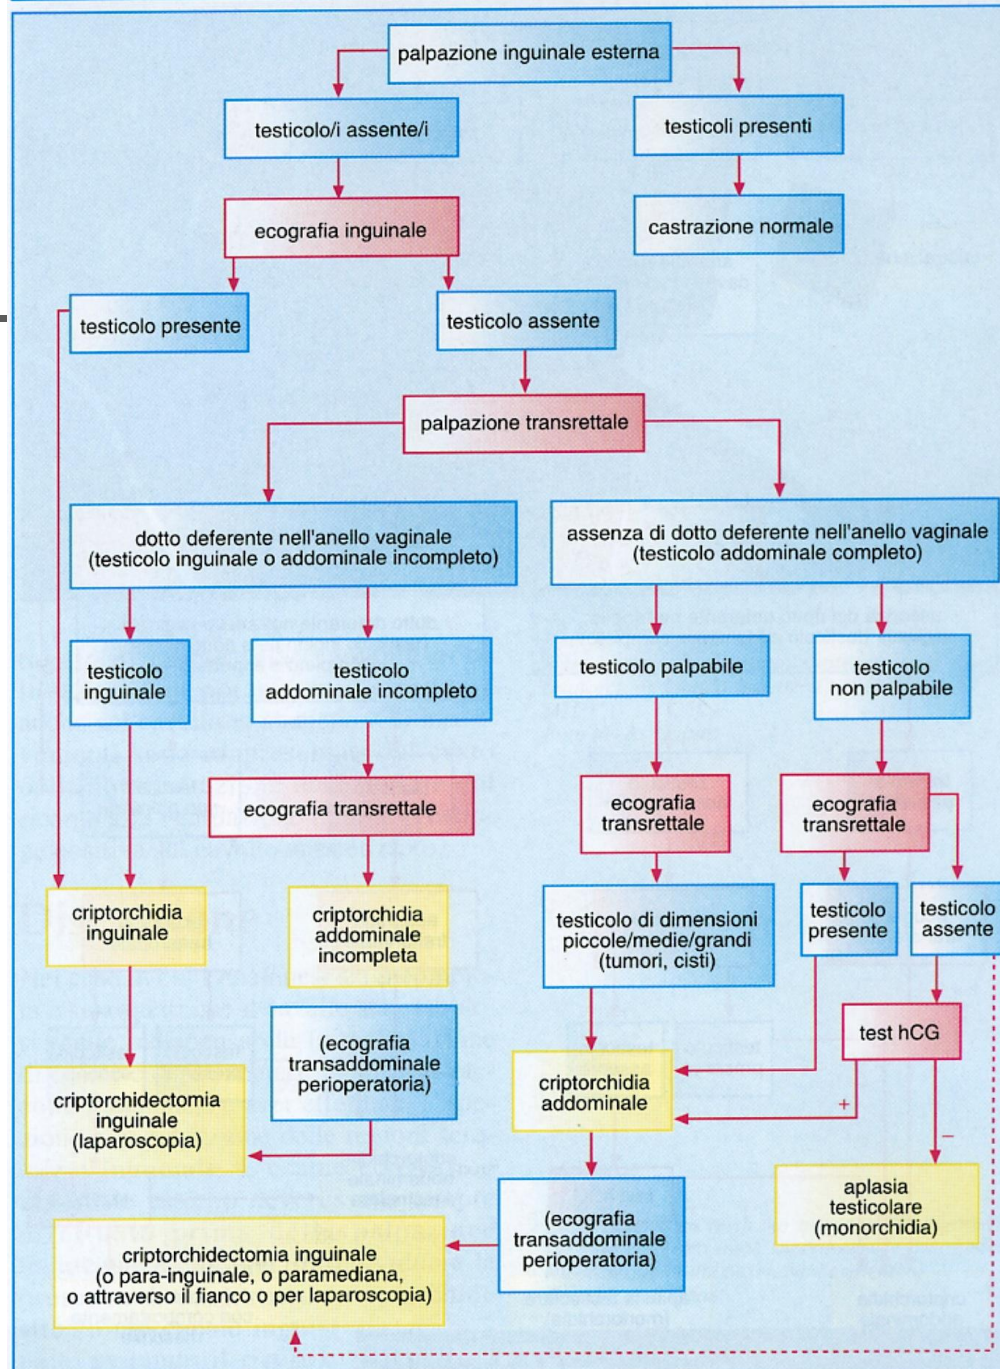 palpazione inguinale esterna
testicolo/i assente/i
testicoli presenti
ecografia inguinale
castrazione normale
testicolo presente
testicolo assente
palpazione transrettale
dotto deferente nell'anello vaginale
(testicolo inguinale o addominale incompleto)
assenza di dotto deferente nell'anello vaginale
(testicolo addominale completo)
testicolo
inguinale
testicolo
addominale incompleto
testicolo palpabile
testicolo
non palpabile
ecografia transrettale
ecografia
transrettale
ecografia
transrettale
criptorchidia
inguinale
criptorchidia
addominale
incompleta
testicolo di dimensioni
piccole/medie/grandi
(tumori, cisti)
testicolo
presente
testicolo
assente
test hCG
(ecografia
transaddominale
perioperatoria)
criptorchidectomia
inguinale
(laparoscopia)
criptorchidia
addominale
+
−
aplasia
testicolare
(monorchidia)
(ecografia
transaddominale
perioperatoria)
criptorchidectomia inguinale
(o para-inguinale, o paramediana,
o attraverso il fianco o per laparoscopia)